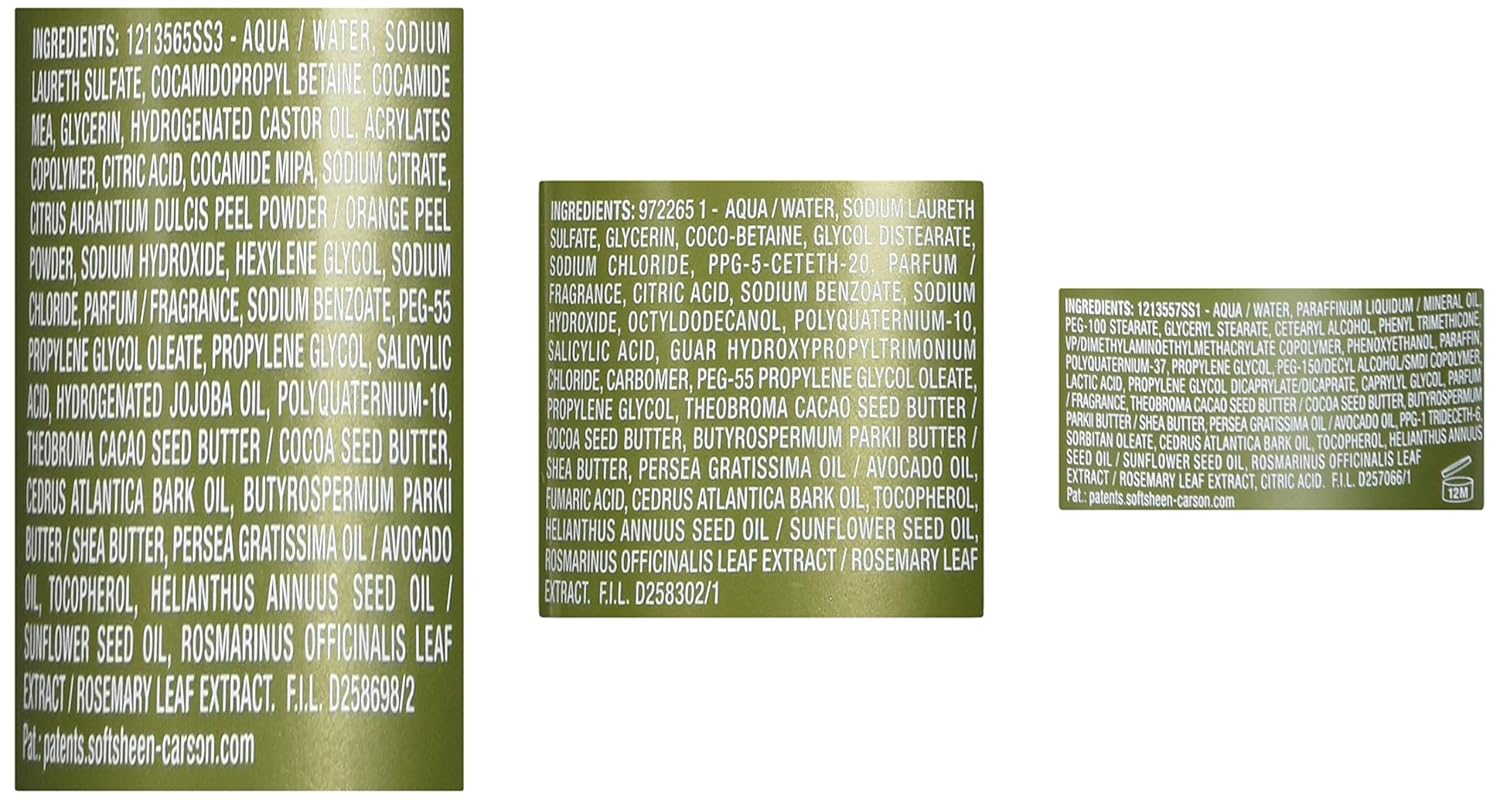 INGREDIENTS: 1213565SS3 - AQUA / WATER, SODIUM
LAURETH SULFATE, COCAMIDOPROPYL BETAINE, COCAMIDE
MEA, GLYCERIN, HYDROGENATED CASTOR OIL, ACRYLATES
COPOLYMER, CITRIC ACID, COCAMIDE MIPA, SODIUM CITRATE,
CITRUS AURANTIUM DULCIS PEEL POWDER / ORANGE PEEL
POWDER, SODIUM HYDROXIDE, HEXYLENE GLYCOL, SODIUM
CHLORIDE, PARFUM / FRAGRANCE, SODIUM BENZOATE, PEG-55
PROPYLENE GLYCOL OLEATE, PROPYLENE GLYCOL, SALICYLIC
ACID, HYDROGENATED JOJOBA OIL, POLYQUATERNIUM-10,
THEOBROMA CACAO SEED BUTTER / COCOA SEED BUTTER,
CEDRUS ATLANTICA BARK OIL, BUTYROSPERMUM PARKII
BUTTER / SHEA BUTTER, PERSEA GRATISSIMA OIL / AVOCADO
OIL, TOCOPHEROL, HELIANTHUS ANNUUS SEED OIL /
SUNFLOWER SEED OIL, ROSMARINUS OFFICINALIS LEAF
EXTRACT / ROSEMARY LEAF EXTRACT. F.I.L. D258698/2
Pat.: patents.softsheen-carson.com
INGREDIENTS: 972265 1 - AQUA / WATER, SODIUM LAURETH
SULFATE, GLYCERIN, COCO-BETAINE, GLYCOL DISTEARATE,
SODIUM CHLORIDE, PPG-5-CETETH-20, PARFUM /
FRAGRANCE, CITRIC ACID, SODIUM BENZOATE, SODIUM
HYDROXIDE, OCTYLDODECANOL, POLYQUATERNIUM-10,
SALICYLIC ACID, GUAR HYDROXYPROPYLTRIMONIUM
CHLORIDE, CARBOMER, PEG-55 PROPYLENE GLYCOL OLEATE,
PROPYLENE GLYCOL, THEOBROMA CACAO SEED BUTTER /
COCOA SEED BUTTER, BUTYROSPERMUM PARKII BUTTER /
SHEA BUTTER, PERSEA GRATISSIMA OIL / AVOCADO OIL,
FUMARIC ACID, CEDRUS ATLANTICA BARK OIL, TOCOPHEROL,
HELIANTHUS ANNUUS SEED OIL / SUNFLOWER SEED OIL,
ROSMARINUS OFFICINALIS LEAF EXTRACT / ROSEMARY LEAF
EXTRACT. F.I.L. D258302/1
INGREDIENTS: 1213557SS1 - AQUA / WATER, PARAFFINUM LIQUIDUM / MINERAL OIL,
PEG-100 STEARATE, GLYCERYL STEARATE, CETEARYL ALCOHOL, PHENYL TRIMETHICONE,
VP/DIMETHYLAMINOETHYLMETHACRYLATE COPOLYMER, PHENOXYETHANOL, PARAFFIN,
POLYQUATERNIUM-37, PROPYLENE GLYCOL, PEG-150/DECYL ALCOHOL/SMDI COPOLYMER,
LACTIC ACID, PROPYLENE GLYCOL DICAPRYLATE/DICAPRATE, CAPRYLYL GLYCOL, PARFUM
/ FRAGRANCE, THEOBROMA CACAO SEED BUTTER / COCOA SEED BUTTER, BUTYROSPERMUM
PARKII BUTTER / SHEA BUTTER, PERSEA GRATISSIMA OIL / AVOCADO OIL, PPG-1 TRIDECETH-6,
SORBITAN OLEATE, CEDRUS ATLANTICA BARK OIL, TOCOPHEROL, HELIANTHUS ANNUUS
SEED OIL / SUNFLOWER SEED OIL, ROSMARINUS OFFICINALIS LEAF
EXTRACT / ROSEMARY LEAF EXTRACT, CITRIC ACID. F.I.L. D257066/1
Pat.: patents.softsheen-carson.com
12M